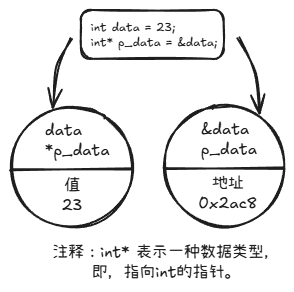 int data = 23;
int* p_data = &data;
data
*p_data
值
23
&data
p_data
地址
0x2ac8
注释：int* 表示一种数据类型，
即，指向int的指针。